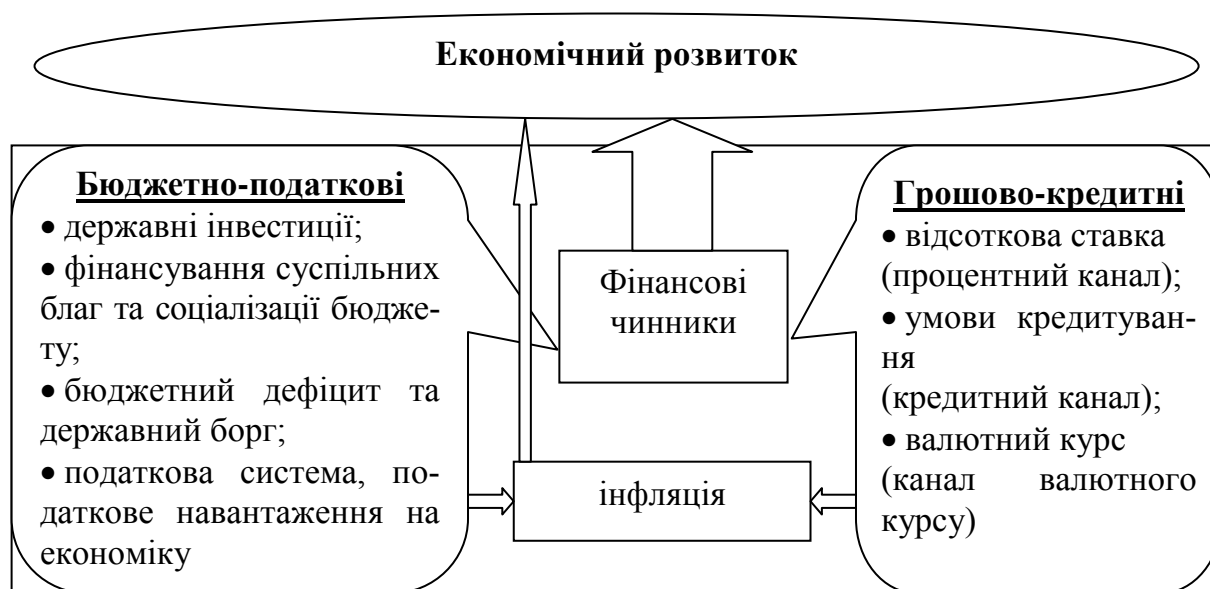 Економічний розвиток
Бюджетно-податкові
• державні інвестиції;
• фінансування суспільних
благ та соціалізації бюдже-
ту;
• бюджетний дефіцит та
державний борг;
• податкова система, по-
даткове навантаження на
економіку
Фінансові
чинники
інфляція
Грошово-кредитні
• відсоткова ставка
(процентний канал);
• умови кредитуван-
ня
(кредитний канал);
• валютний курс
(канал валютного
курсу)